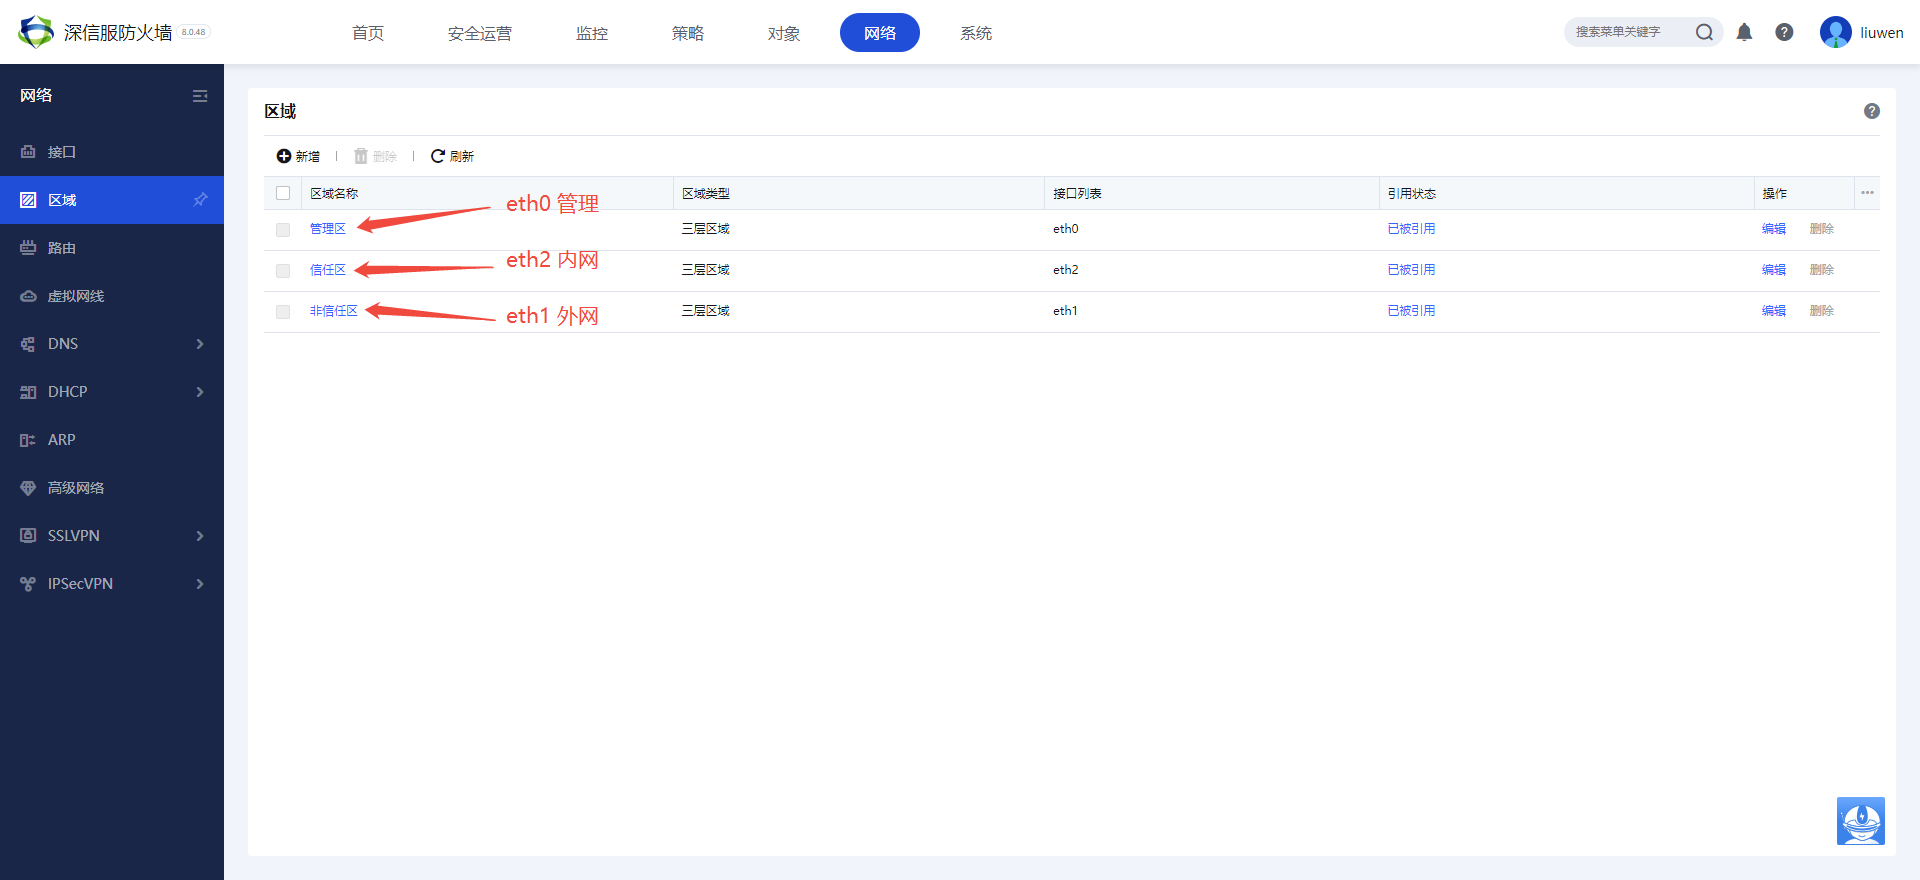 深信服防火墙 8.0.48 首页 安全运营 监控 策略 对象 网络 系统 搜索菜单关键字 liuwen
网络
接口
区域
路由
虚拟网线
DNS
DHCP
ARP
高级网络
SSLVPN
IPSecVPN
区域
新增 删除 刷新
区域名称 区域类型 接口列表 引用状态 操作
eth0 管理
管理区 三层区域 eth0 已被引用 编辑 删除
eth2 内网
信任区 三层区域 eth2 已被引用 编辑 删除
eth1 外网
非信任区 三层区域 eth1 已被引用 编辑 删除